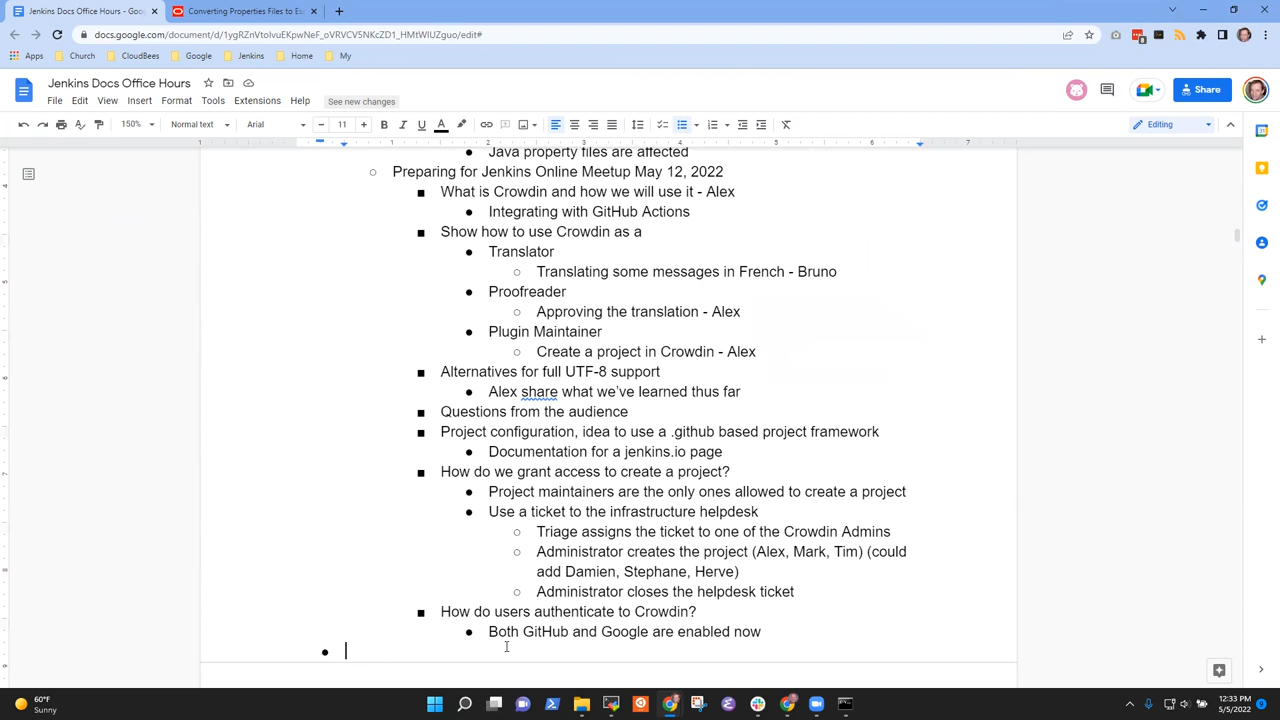 Jenkins Docs Office Hours - Goo
Converting Properties Files to Es
docs.google.com/document/d/1ygRZnVtoIvuEKpwNeF_oVRVCV5NKcZD1_HMtWlUZguo/edit#
Apps Church CloudBees Google Jenkins Home My
Jenkins Docs Office Hours
File Edit View Insert Format Tools Extensions Help See new changes
Share
150% Normal text Arial 11 Editing
Java property files are affected
Preparing for Jenkins Online Meetup May 12, 2022
What is Crowdin and how we will use it - Alex
Integrating with GitHub Actions
Show how to use Crowdin as a
Translator
Translating some messages in French - Bruno
Proofreader
Approving the translation - Alex
Plugin Maintainer
Create a project in Crowdin - Alex
Alternatives for full UTF-8 support
Alex share what we've learned thus far
Questions from the audience
Project configuration, idea to use a .github based project framework
Documentation for a jenkins.io page
How do we grant access to create a project?
Project maintainers are the only ones allowed to create a project
Use a ticket to the infrastructure helpdesk
Triage assigns the ticket to one of the Crowdin Admins
Administrator creates the project (Alex, Mark, Tim) (could
add Damien, Stephane, Herve)
Administrator closes the helpdesk ticket
How do users authenticate to Crowdin?
Both GitHub and Google are enabled now
60°F
Sunny
12:33 PM
5/5/2022